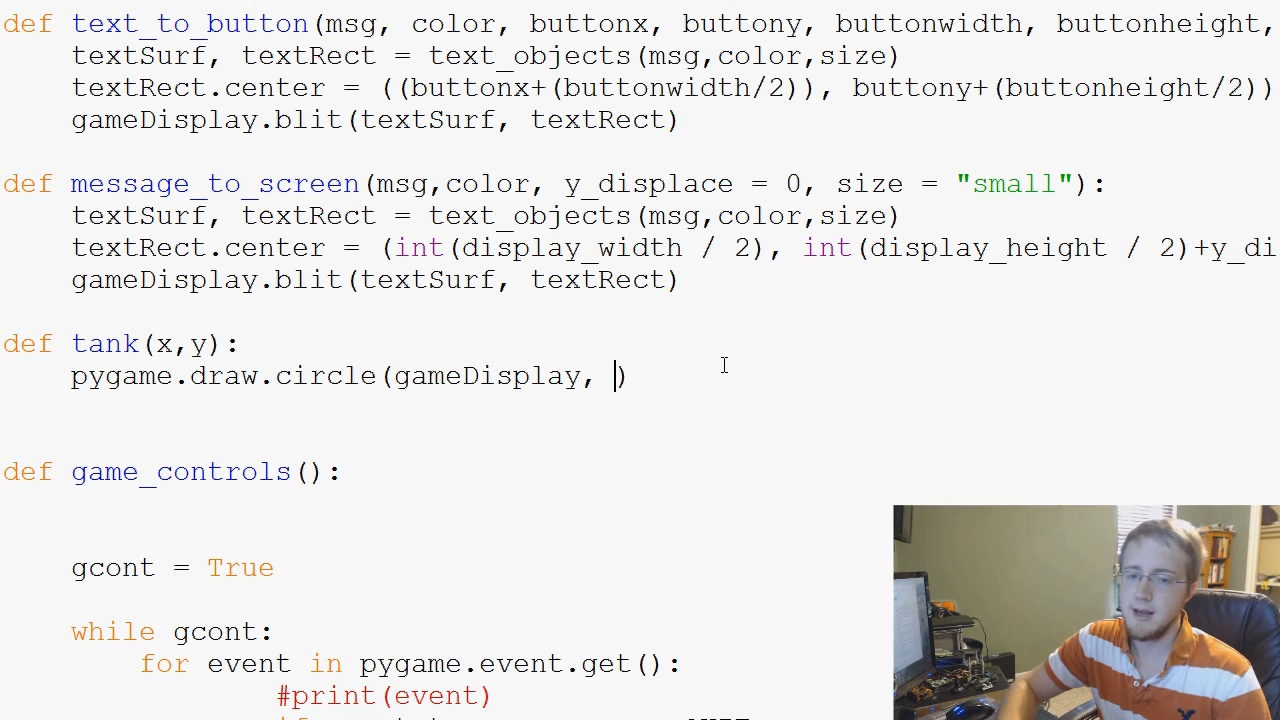 def text_to_button(msg, color, buttonx, buttony, buttonwidth, buttonheight,
textSurf, textRect = text_objects(msg,color,size)
textRect.center = ((buttonx+(buttonwidth/2)), buttony+(buttonheight/2))
gameDisplay.blit(textSurf, textRect)
def message_to_screen(msg,color, y_displace = 0, size = "small"):
textSurf, textRect = text_objects(msg,color,size)
textRect.center = (int(display_width / 2), int(display_height / 2)+y_di
gameDisplay.blit(textSurf, textRect)
def tank(x,y):
pygame.draw.circle(gameDisplay, )
def game_controls():
gcont = True
while gcont:
for event in pygame.event.get():
#print(event)